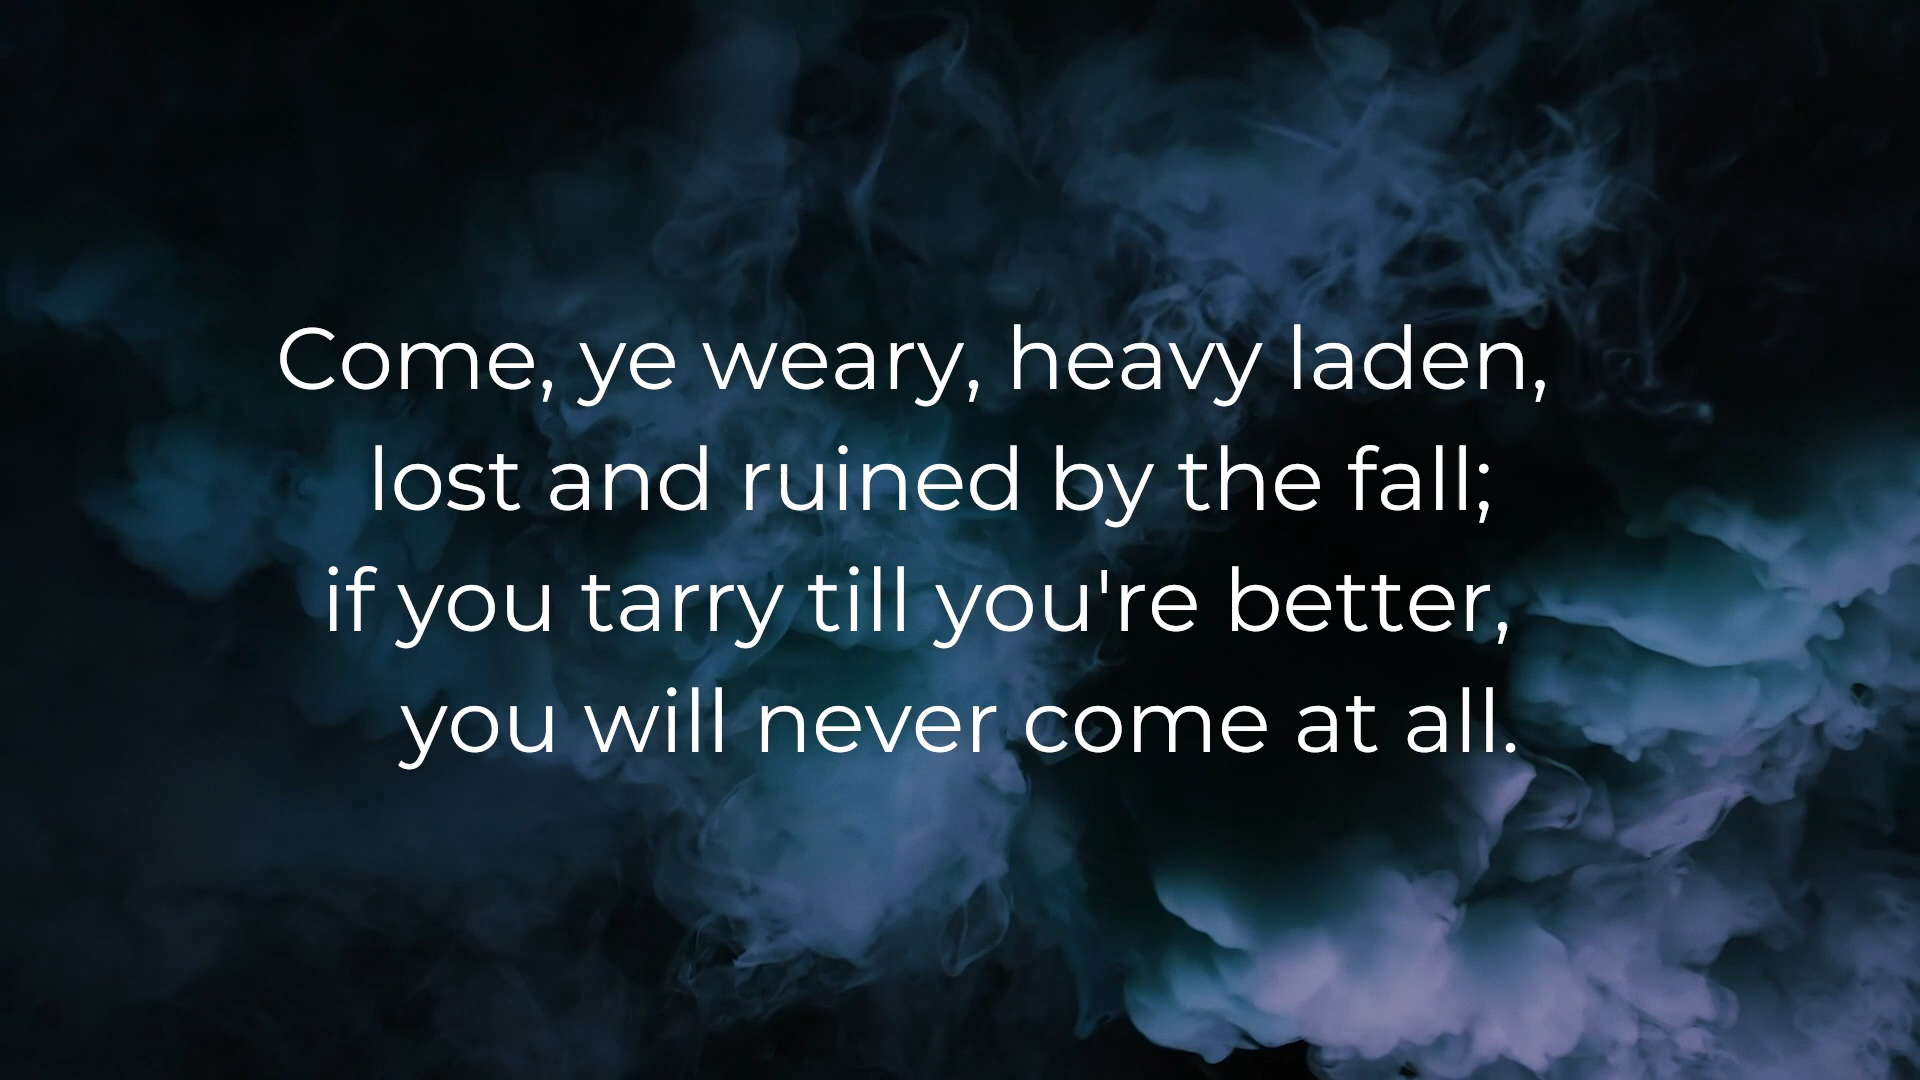 Come, ye weary, heavy laden,
lost and ruined by the fall;
if you tarry till you're better,
you will never come at all.